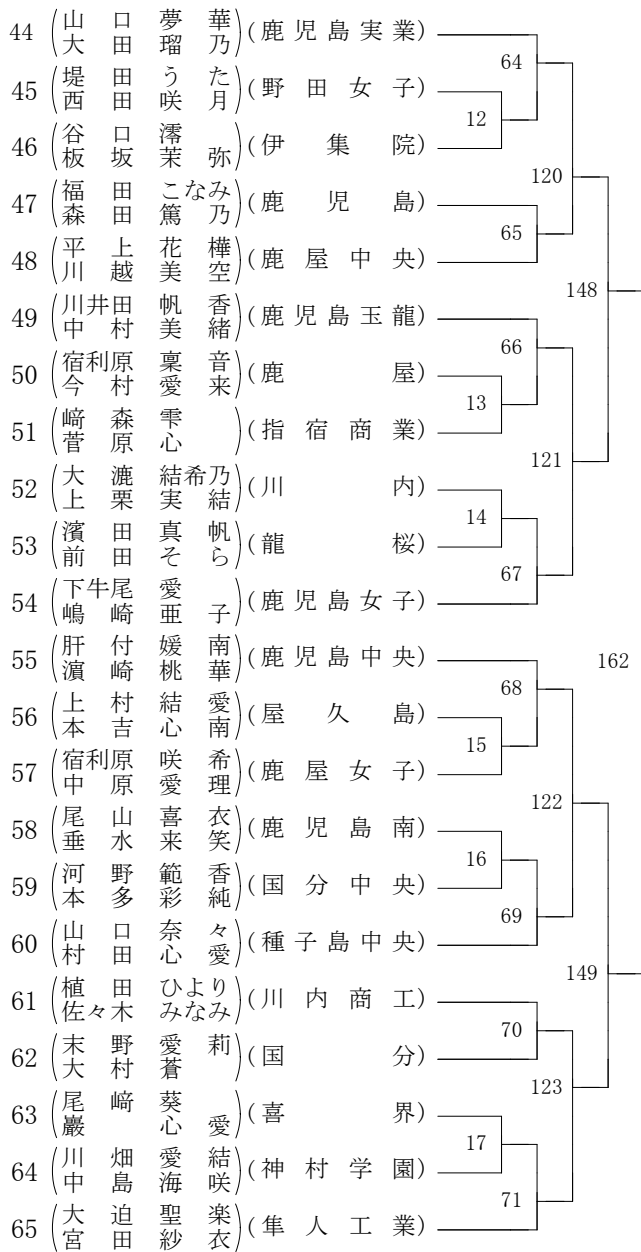 44 (山口夢華 (鹿児島実業)
大田瑠乃)
64
45 (堤田うた (野田女子)
西田咲月)
12
46 (谷口澪 (伊集院)
板坂茉弥)
120
47 (福田こなみ (鹿児島)
森田篤乃)
65
48 (平上花樺 (鹿屋中央)
川越美空)
148
49 (川井田帆香 (鹿児島玉龍)
中村美緒)
66
50 (宿利原稟音 (鹿屋)
今村愛来)
13
51 (﨑森雫 (指宿商業)
菅原心)
121
52 (大漉結希乃 (川内)
上栗実結)
14
53 (濱田真帆 (龍桜)
前田そら)
67
54 (下牛尾愛 (鹿児島女子)
嶋崎亜子)
55 (肝付媛南 (鹿児島中央)
濵崎桃華)
162
68
56 (上村結愛 (屋久島)
本吉心南)
15
57 (宿利原咲希 (鹿屋女子)
中原愛理)
122
58 (尾山喜衣 (鹿児島南)
垂水来笑)
16
59 (河野範香 (国分中央)
本多彩純)
69
60 (山口奈々 (種子島中央)
村田心愛)
149
61 (植田ひより (川内商工)
佐々木みなみ)
70
62 (末野愛莉 (国分)
大村蒼)
123
63 (尾﨑葵 (喜界)
巖心愛)
17
64 (川畑愛結 (神村学園)
中島海咲)
71
65 (大迫聖楽 (隼人工業)
宮田紗衣)